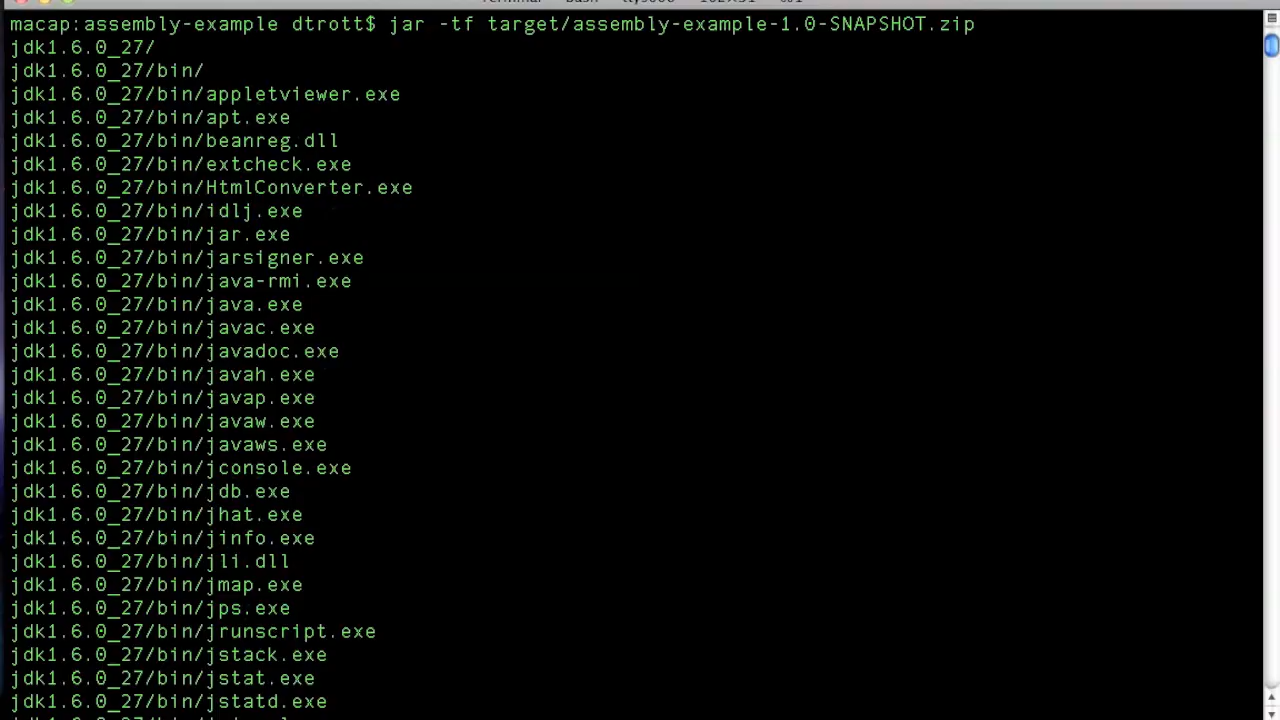 macap:assembly-example dtrott$ jar -tf target/assembly-example-1.0-SNAPSHOT.zip
jdk1.6.0_27/
jdk1.6.0_27/bin/
jdk1.6.0_27/bin/appletviewer.exe
jdk1.6.0_27/bin/apt.exe
jdk1.6.0_27/bin/beanreg.dll
jdk1.6.0_27/bin/extcheck.exe
jdk1.6.0_27/bin/HtmlConverter.exe
jdk1.6.0_27/bin/idlj.exe
jdk1.6.0_27/bin/jar.exe
jdk1.6.0_27/bin/jarsigner.exe
jdk1.6.0_27/bin/java-rmi.exe
jdk1.6.0_27/bin/java.exe
jdk1.6.0_27/bin/javac.exe
jdk1.6.0_27/bin/javadoc.exe
jdk1.6.0_27/bin/javah.exe
jdk1.6.0_27/bin/javap.exe
jdk1.6.0_27/bin/javaw.exe
jdk1.6.0_27/bin/javaws.exe
jdk1.6.0_27/bin/jconsole.exe
jdk1.6.0_27/bin/jdb.exe
jdk1.6.0_27/bin/jhat.exe
jdk1.6.0_27/bin/jinfo.exe
jdk1.6.0_27/bin/jli.dll
jdk1.6.0_27/bin/jmap.exe
jdk1.6.0_27/bin/jps.exe
jdk1.6.0_27/bin/jrunscript.exe
jdk1.6.0_27/bin/jstack.exe
jdk1.6.0_27/bin/jstat.exe
jdk1.6.0_27/bin/jstatd.exe